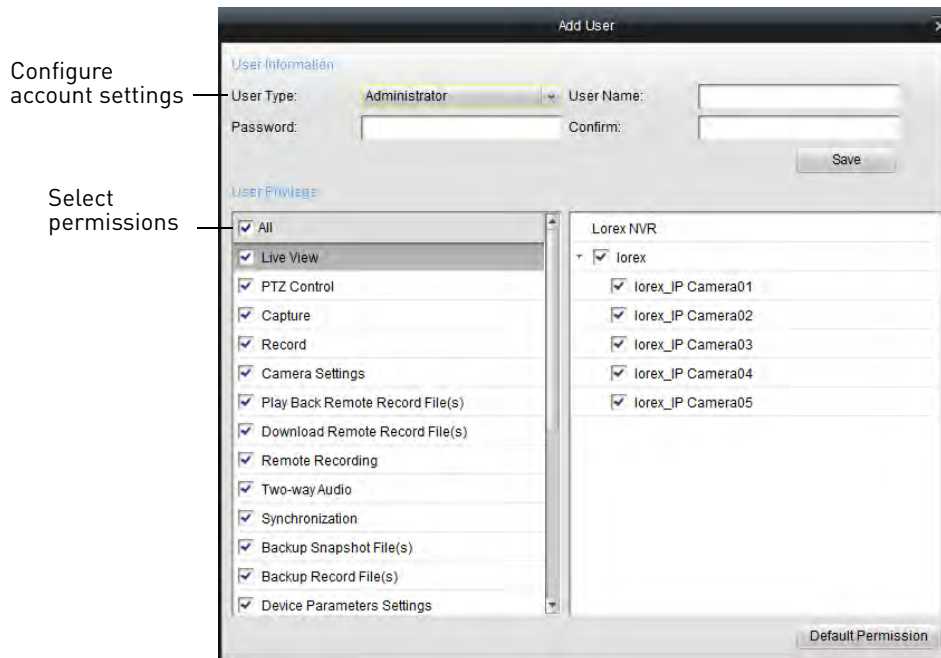 Add User
User Information
Configure
account settings
User Type: Administrator User Name:
Password: Confirm:
Save
User Privilege
Select
permissions
All
Live View
PTZ Control
Capture
Record
Camera Settings
Play Back Remote Record File(s)
Download Remote Record File(s)
Remote Recording
Two-way Audio
Synchronization
Backup Snapshot File(s)
Backup Record File(s)
Device Parameters Settings
Lorex NVR
lorex
lorex_IP Camera01
lorex_IP Camera02
lorex_IP Camera03
lorex_IP Camera04
lorex_IP Camera05
Default Permission